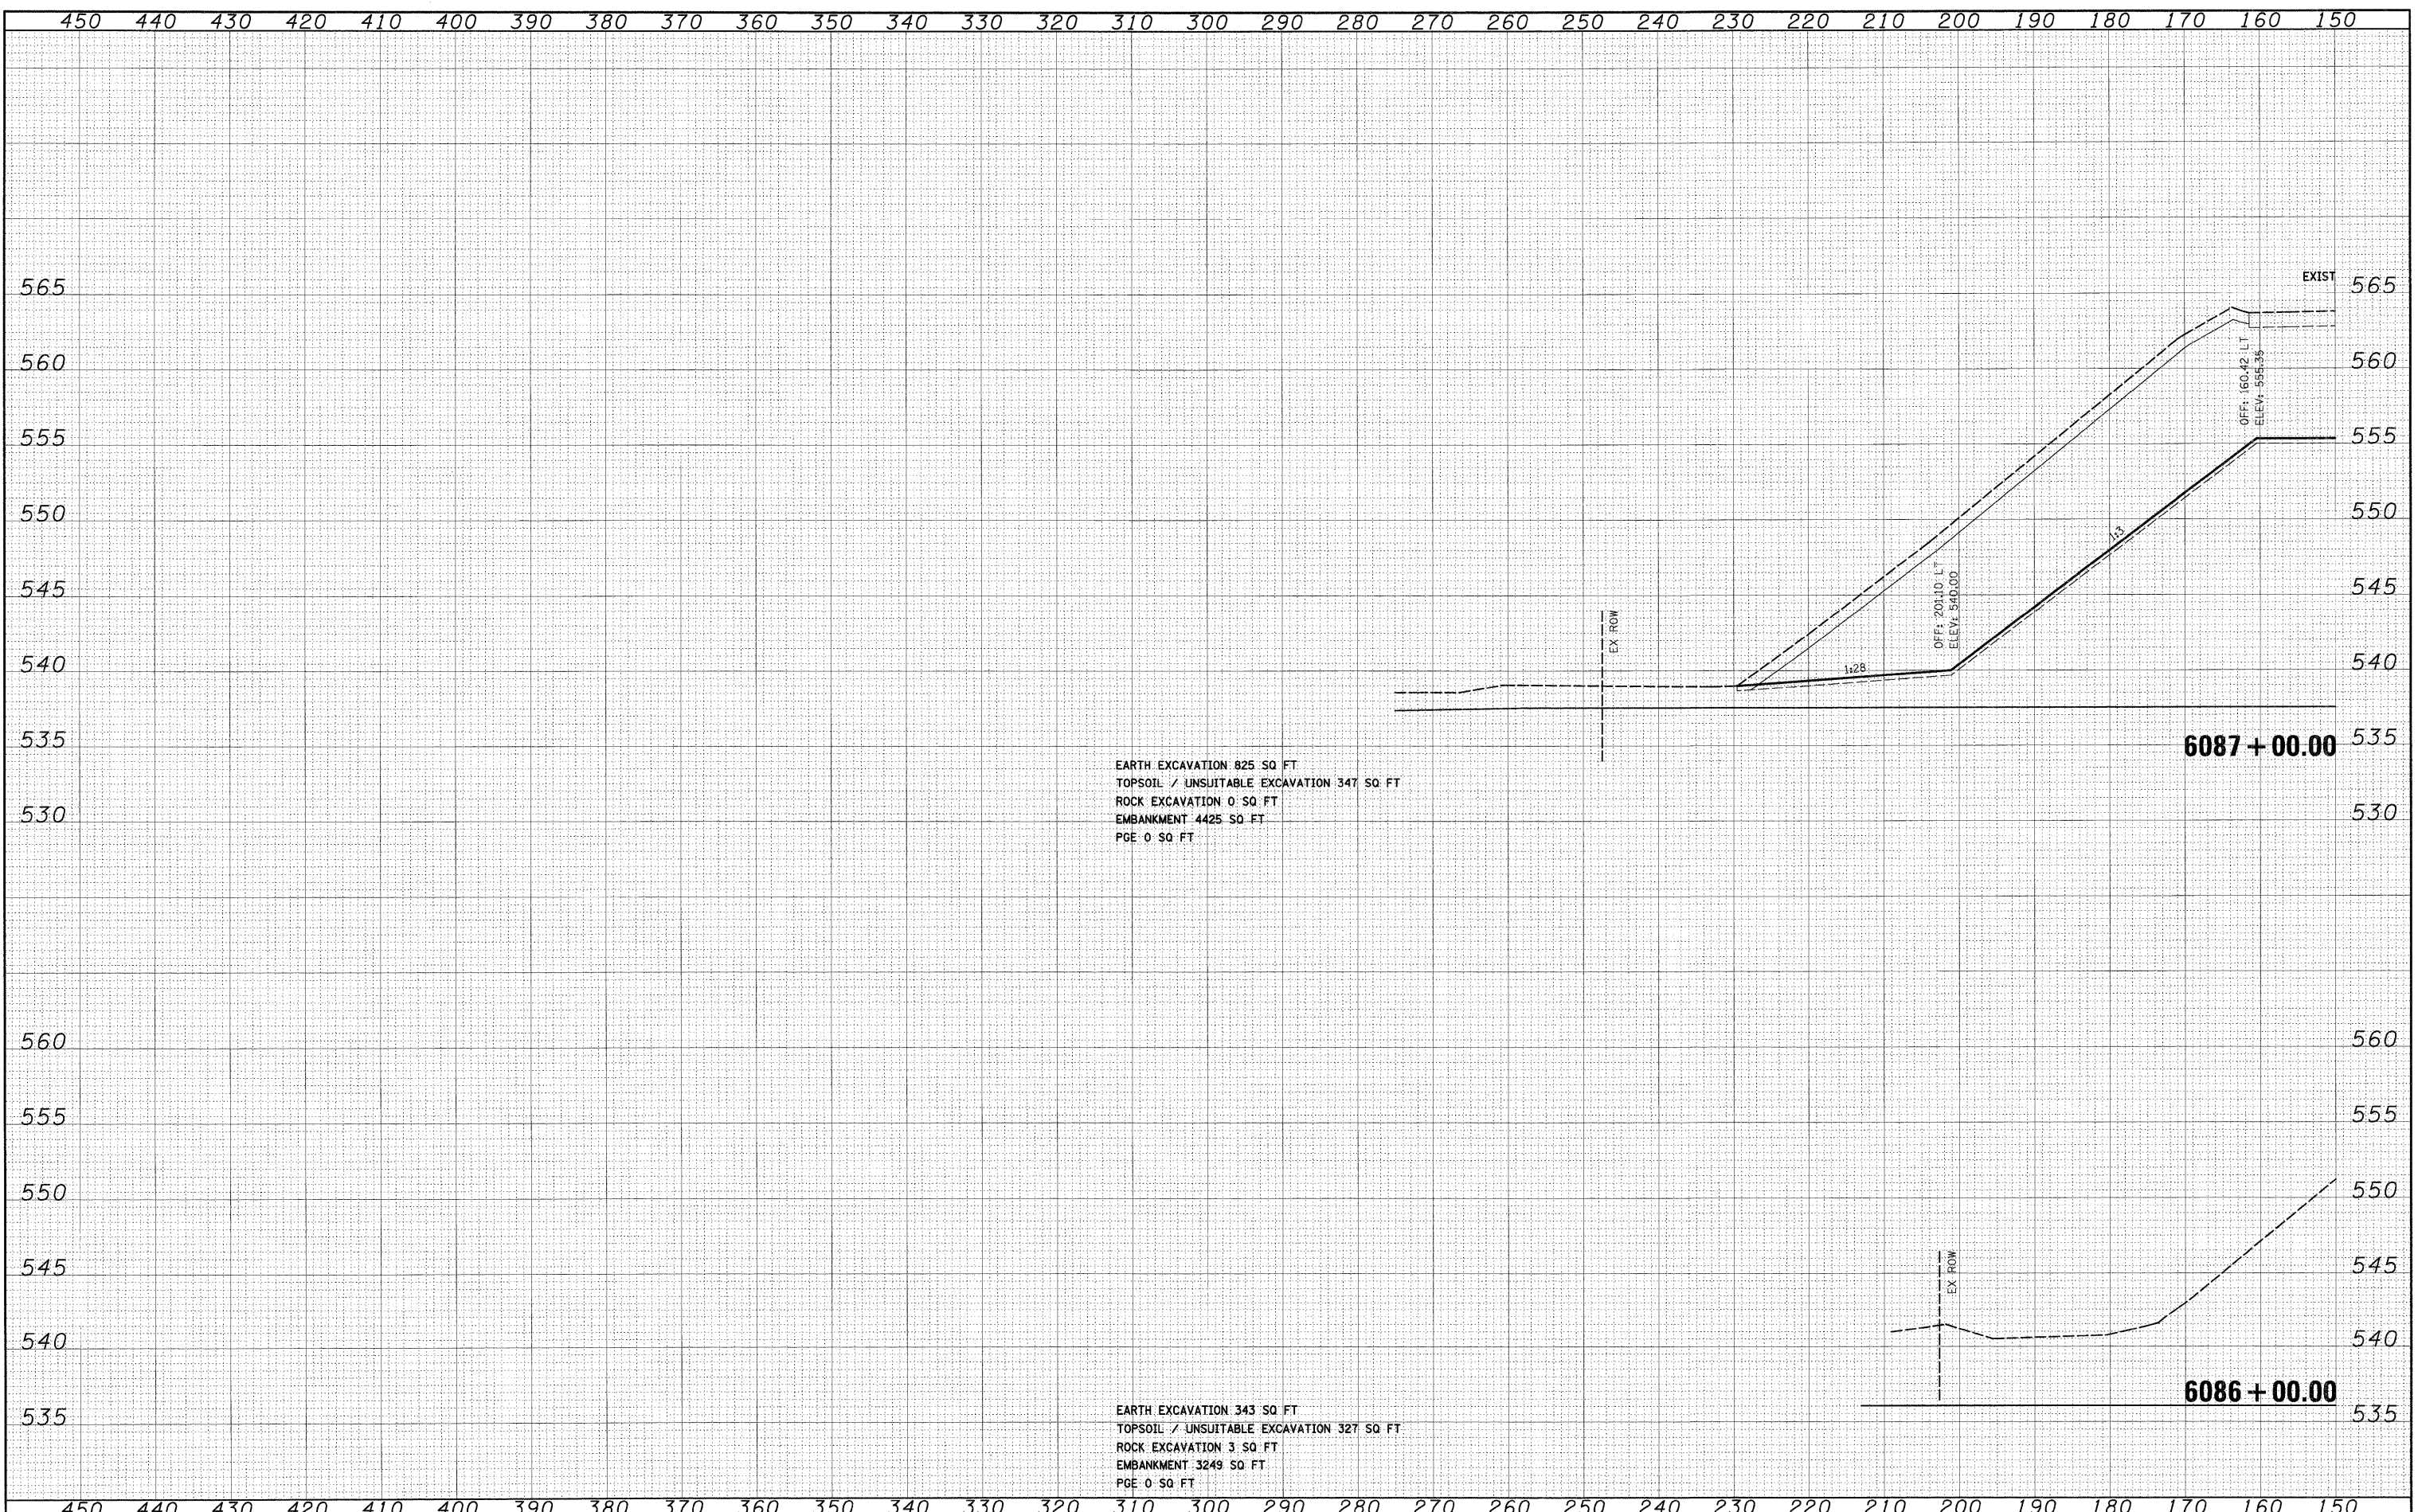 450 440 430 420 410 400 390 380 370 360 350 340 330 320 310 300 290 280 270 260 250 240 230 220 210 200 190 180 170 160 150
EXIST
565 565
OFF: 160.42 LT
ELEV: 555.35
560 560
555 555
550 550
1:3
OFF: 201.10 LT
ELEV: 540.00
545 545
EX ROW
540 540
1:28
535 535
6087+00.00
EARTH EXCAVATION 825 SQ FT
TOPSOIL / UNSUITABLE EXCAVATION 347 SQ FT
ROCK EXCAVATION 0 SQ FT
EMBANKMENT 4425 SQ FT
PGE 0 SQ FT
530 530
560 560
555 555
550 550
545 545
EX ROW
540 540
6086+00.00
535 535
EARTH EXCAVATION 343 SQ FT
TOPSOIL / UNSUITABLE EXCAVATION 327 SQ FT
ROCK EXCAVATION 3 SQ FT
EMBANKMENT 3249 SQ FT
PGE 0 SQ FT
450 440 430 420 410 400 390 380 370 360 350 340 330 320 310 300 290 280 270 260 250 240 230 220 210 200 190 180 170 160 150